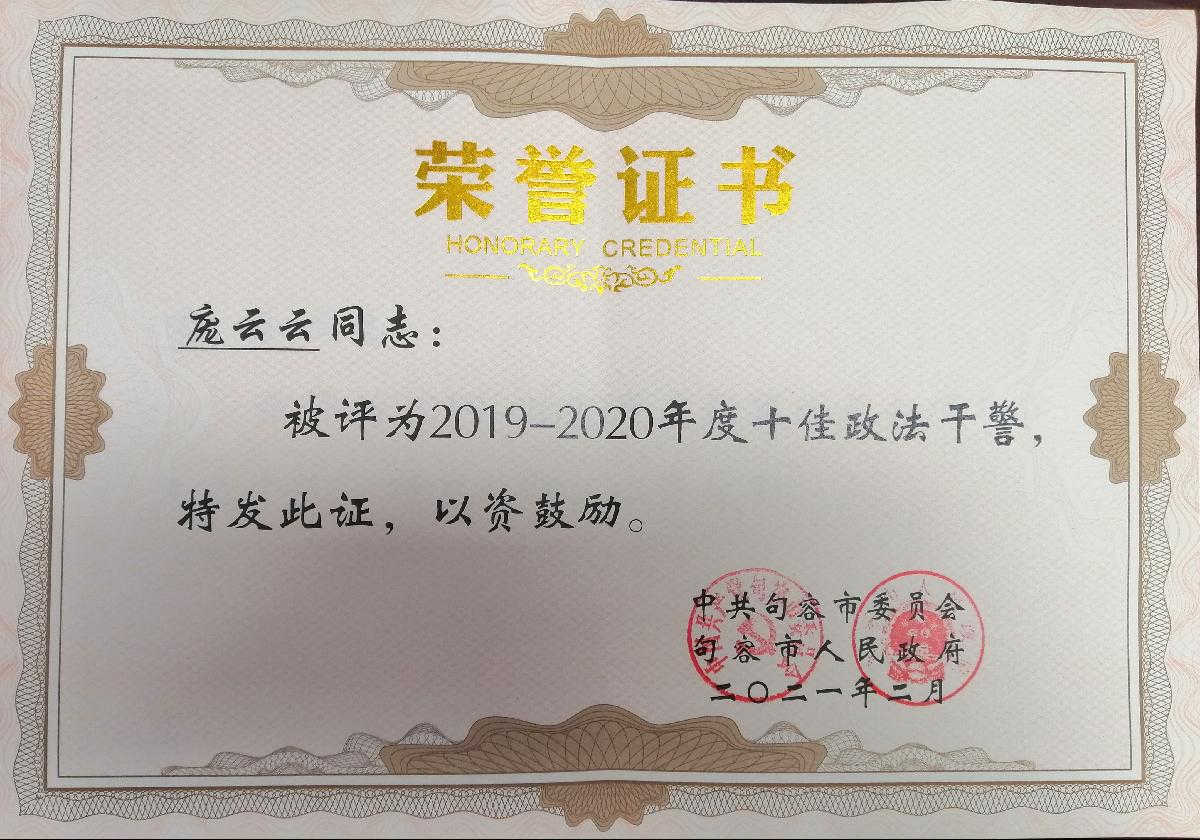 荣誉证书
HONORARY CREDENTIAL
庞云云同志：
被评为2019–2020年度十佳政法干警，
特发此证，以资鼓励。
中共句容市委员会
句容市人民政府
二〇二一年二月